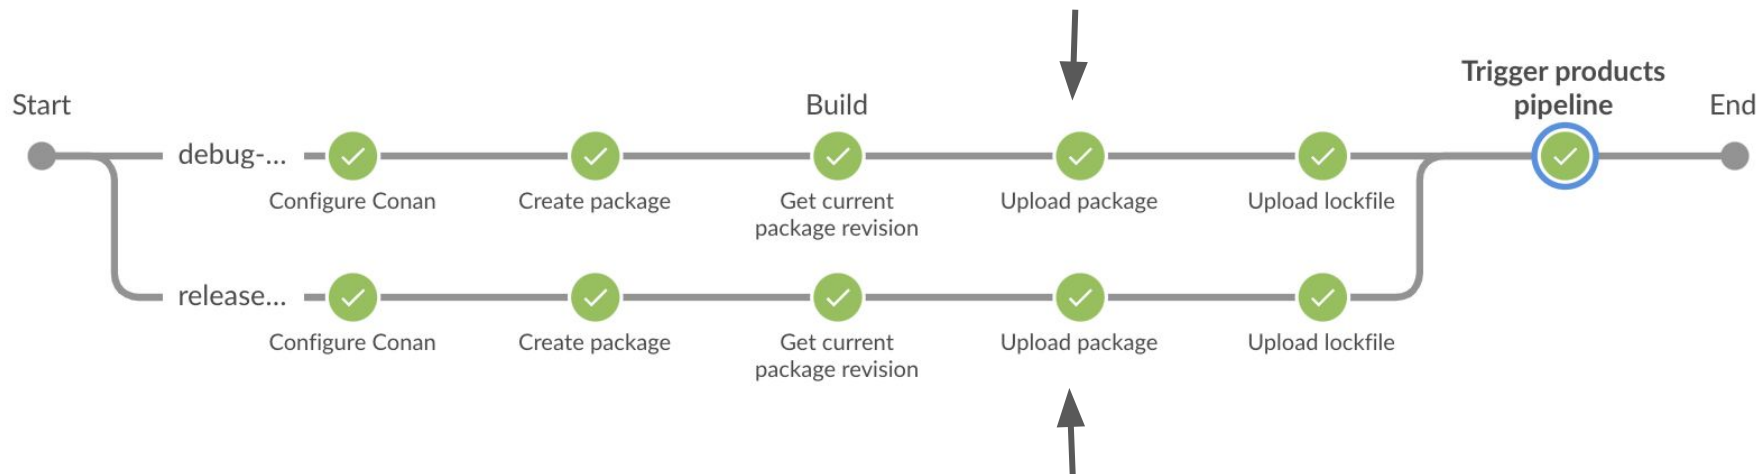 Trigger products
pipeline
Start
Build
End
debug-...
Configure Conan
Create package
Get current
package revision
Upload package
Upload lockfile
release...
Configure Conan
Create package
Get current
package revision
Upload package
Upload lockfile